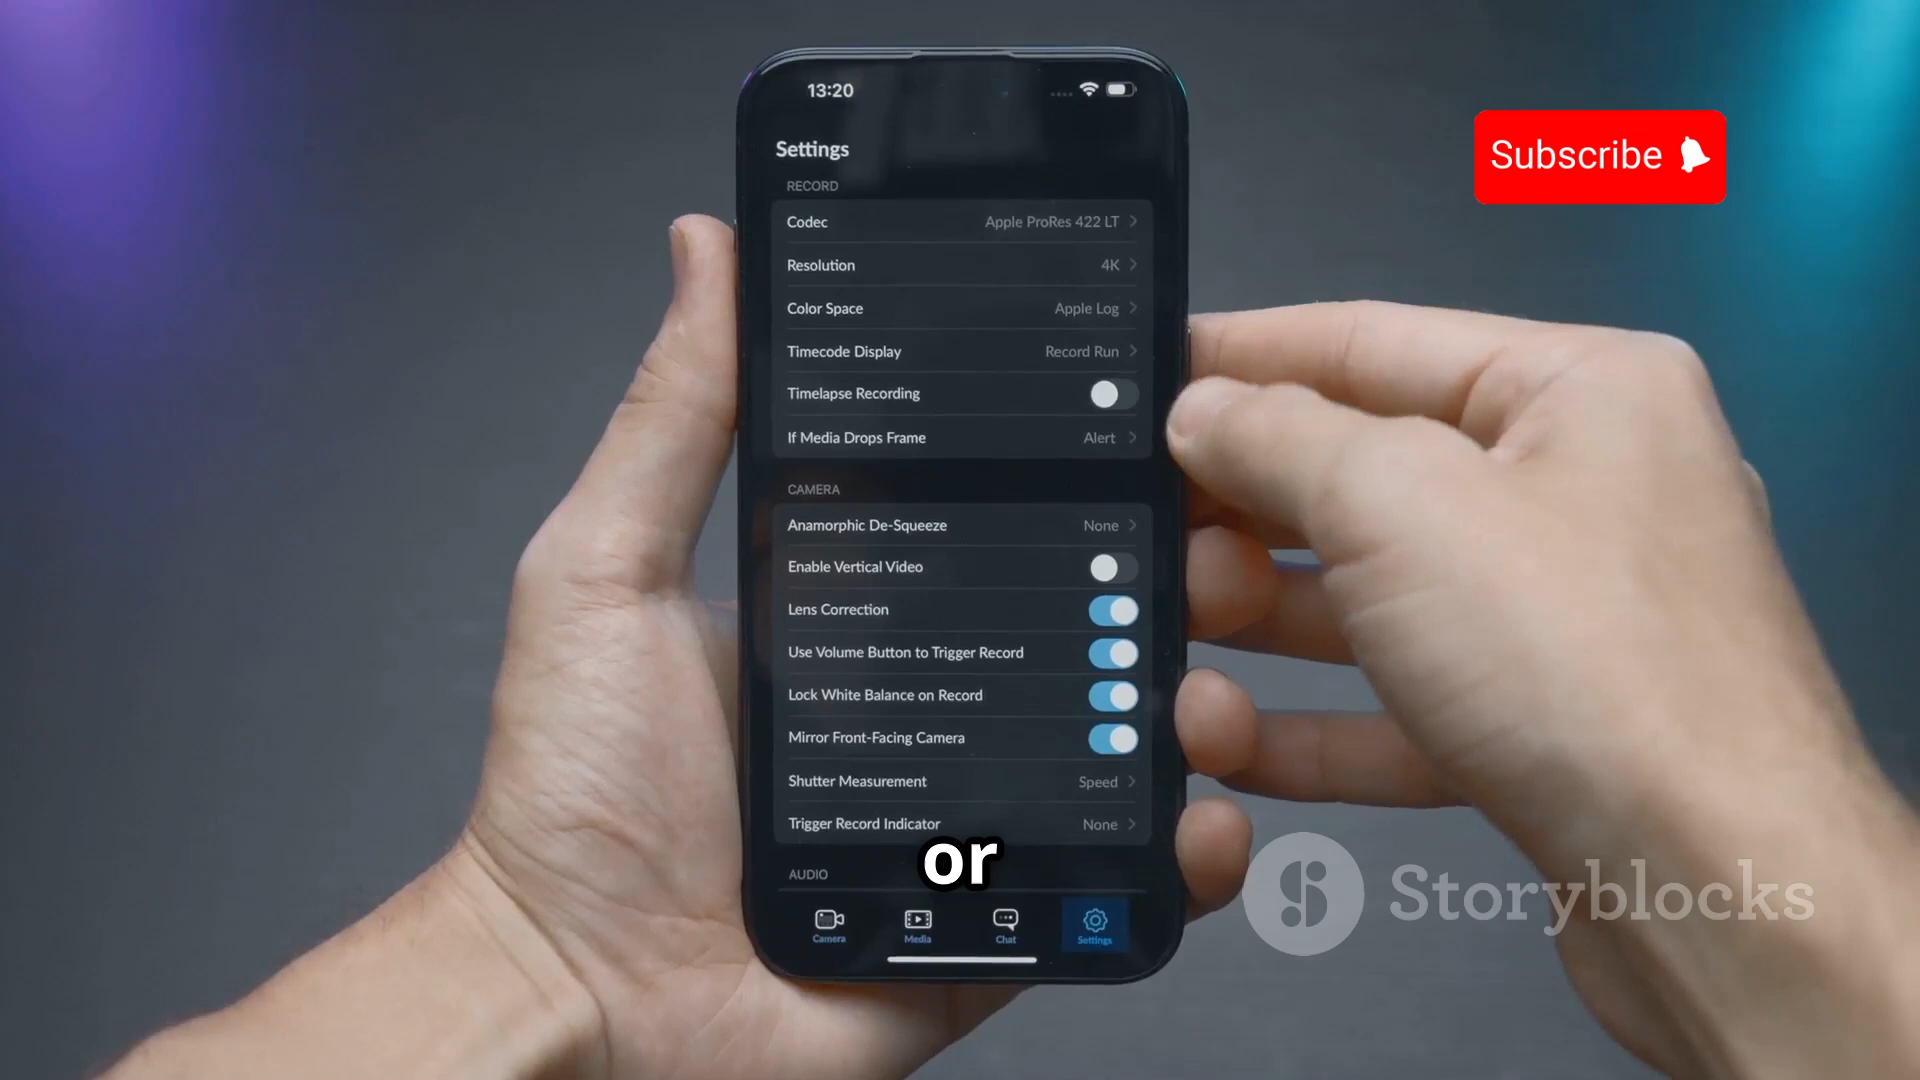 13:20
Settings
RECORD
Codec Apple ProRes 422 LT
Resolution 4K
Color Space Apple Log
Timecode Display Record Run
Timelapse Recording
If Media Drops Frame Alert
CAMERA
Anamorphic De-Squeeze None
Enable Vertical Video
Lens Correction
Use Volume Button to Trigger Record
Lock White Balance on Record
Mirror Front-Facing Camera
Shutter Measurement Speed
Trigger Record Indicator None
AUDIO
Camera Media Chat Settings
Subscribe
or
Storyblocks